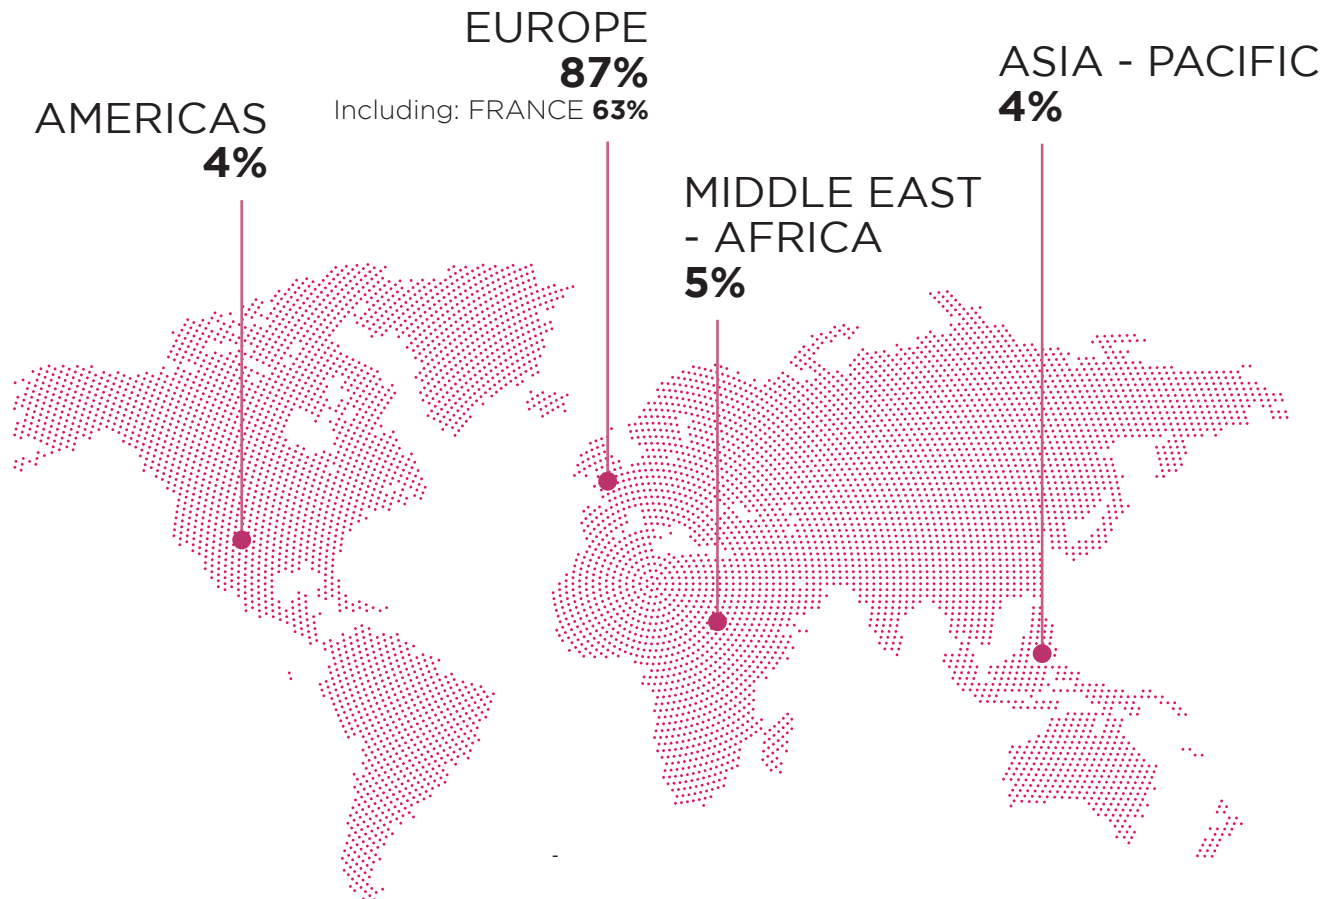 AMERICAS
4%
EUROPE
87%
Including: FRANCE 63%
MIDDLE EAST
- AFRICA
5%
ASIA - PACIFIC
4%
-